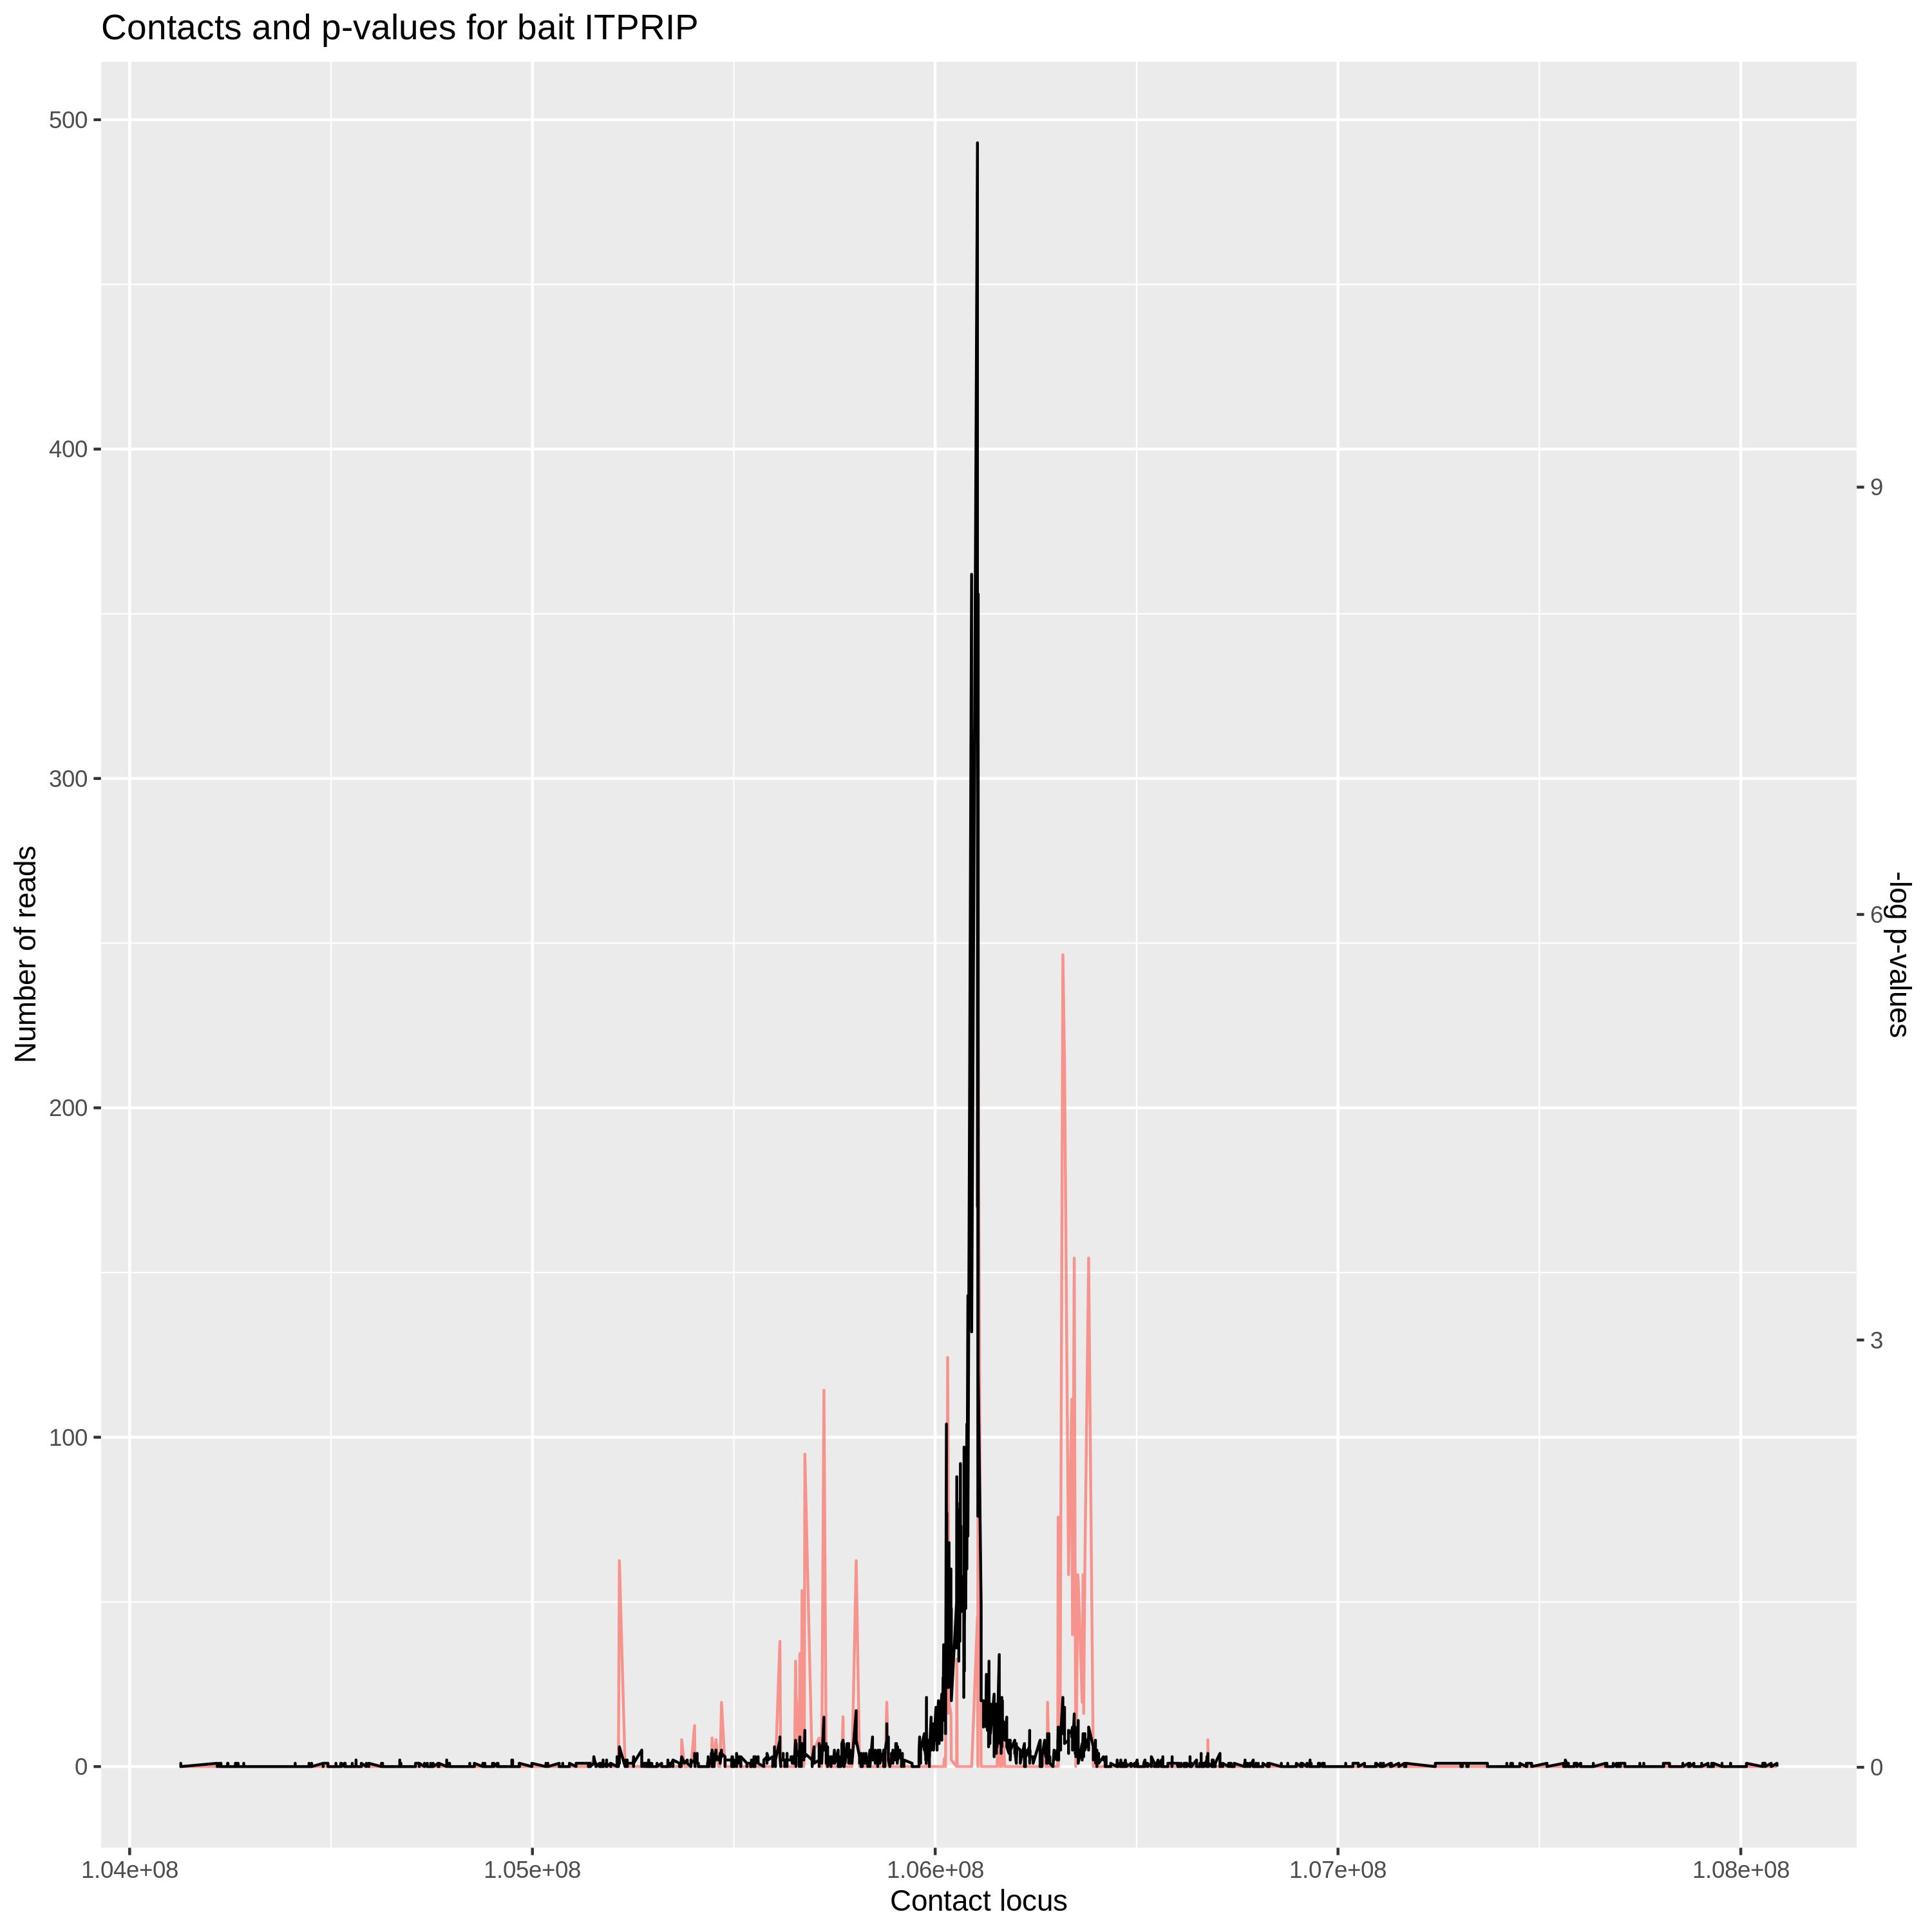 Contacts and p-values for bait ITPRIP
500
400
300
200
100
0
Number of reads
9
6
3
0
-log p-values
1.04e+08 1.05e+08 1.06e+08 1.07e+08 1.08e+08
Contact locus